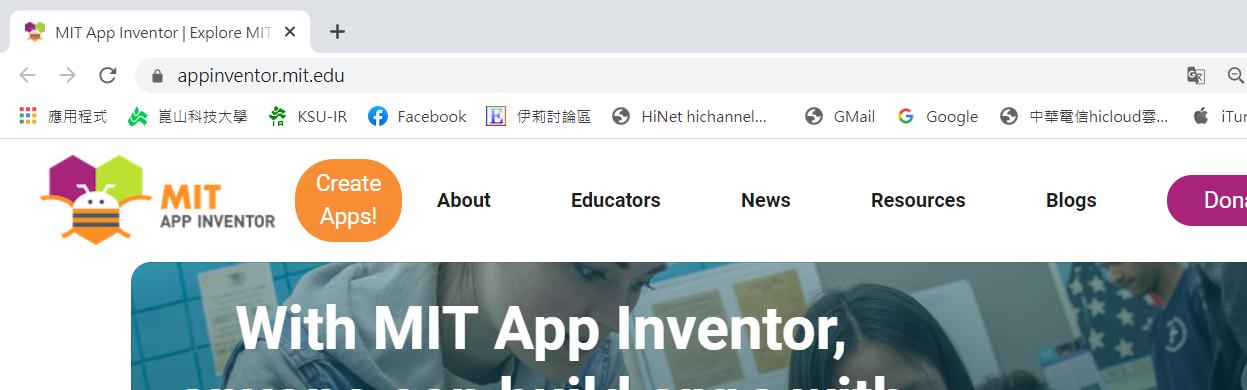 MIT App Inventor | Explore MIT
appinventor.mit.edu
應用程式 崑山科技大學 KSU-IR Facebook E 伊莉討論區 HiNet hichannel... GMail Google 中華電信hicloud雲...
MIT
APP INVENTOR
Create
Apps!
About Educators News Resources Blogs
With MIT App Inventor,